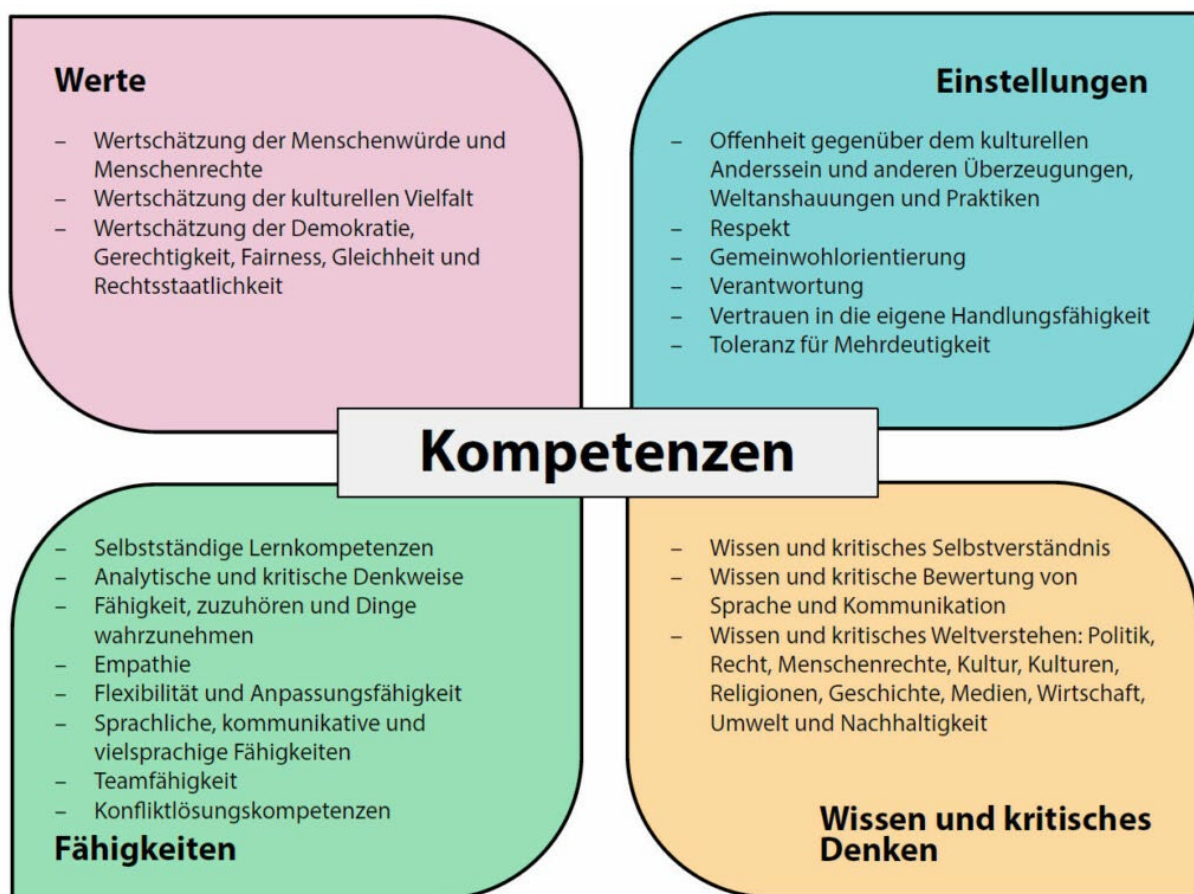 Werte
– Wertschätzung der Menschenwürde und
Menschenrechte
– Wertschätzung der kulturellen Vielfalt
– Wertschätzung der Demokratie,
Gerechtigkeit, Fairness, Gleichheit und
Rechtsstaatlichkeit
Einstellungen
– Offenheit gegenüber dem kulturellen
Anderssein und anderen Überzeugungen,
Weltanshauungen und Praktiken
– Respekt
– Gemeinwohlorientierung
– Verantwortung
– Vertrauen in die eigene Handlungsfähigkeit
– Toleranz für Mehrdeutigkeit
Kompetenzen
– Selbstständige Lernkompetenzen
– Analytische und kritische Denkweise
– Fähigkeit, zuzuhören und Dinge
wahrzunehmen
– Empathie
– Flexibilität und Anpassungsfähigkeit
– Sprachliche, kommunikative und
vielsprachige Fähigkeiten
– Teamfähigkeit
– Konfliktlösungskompetenzen
Fähigkeiten
– Wissen und kritisches Selbstverständnis
– Wissen und kritische Bewertung von
Sprache und Kommunikation
– Wissen und kritisches Weltverstehen: Politik,
Recht, Menschenrechte, Kultur, Kulturen,
Religionen, Geschichte, Medien, Wirtschaft,
Umwelt und Nachhaltigkeit
Wissen und kritisches
Denken